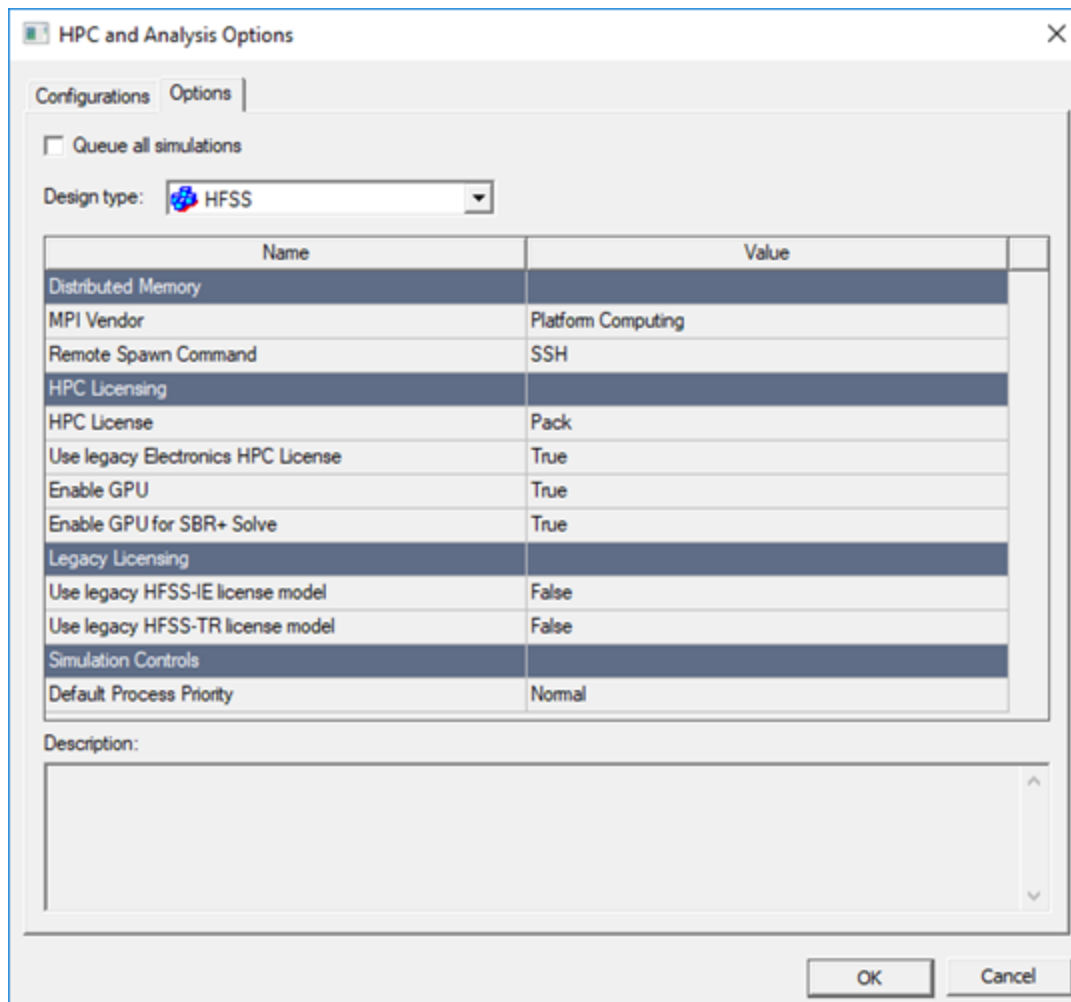 HPC and Analysis Options
Configurations Options
Queue all simulations
Design type: HFSS
Name Value
Distributed Memory
MPI Vendor Platform Computing
Remote Spawn Command SSH
HPC Licensing
HPC License Pack
Use legacy Electronics HPC License True
Enable GPU True
Enable GPU for SBR+ Solve True
Legacy Licensing
Use legacy HFSS-IE license model False
Use legacy HFSS-TR license model False
Simulation Controls
Default Process Priority Normal
Description:
OK Cancel